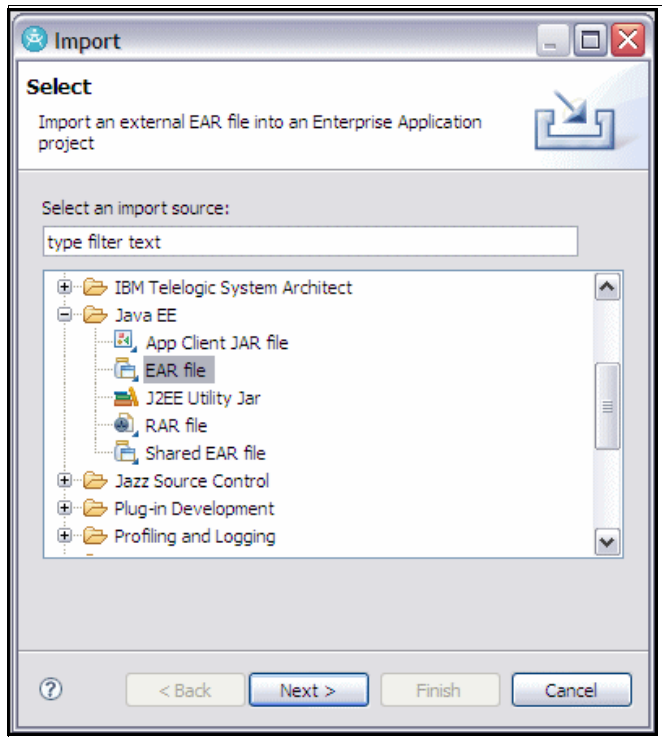 Import
Select
Import an external EAR file into an Enterprise Application
project
Select an import source:
type filter text
IBM Telelogic System Architect
Java EE
App Client JAR file
EAR file
J2EE Utility Jar
RAR file
Shared EAR file
Jazz Source Control
Plug-in Development
Profiling and Logging
? < Back Next > Finish Cancel